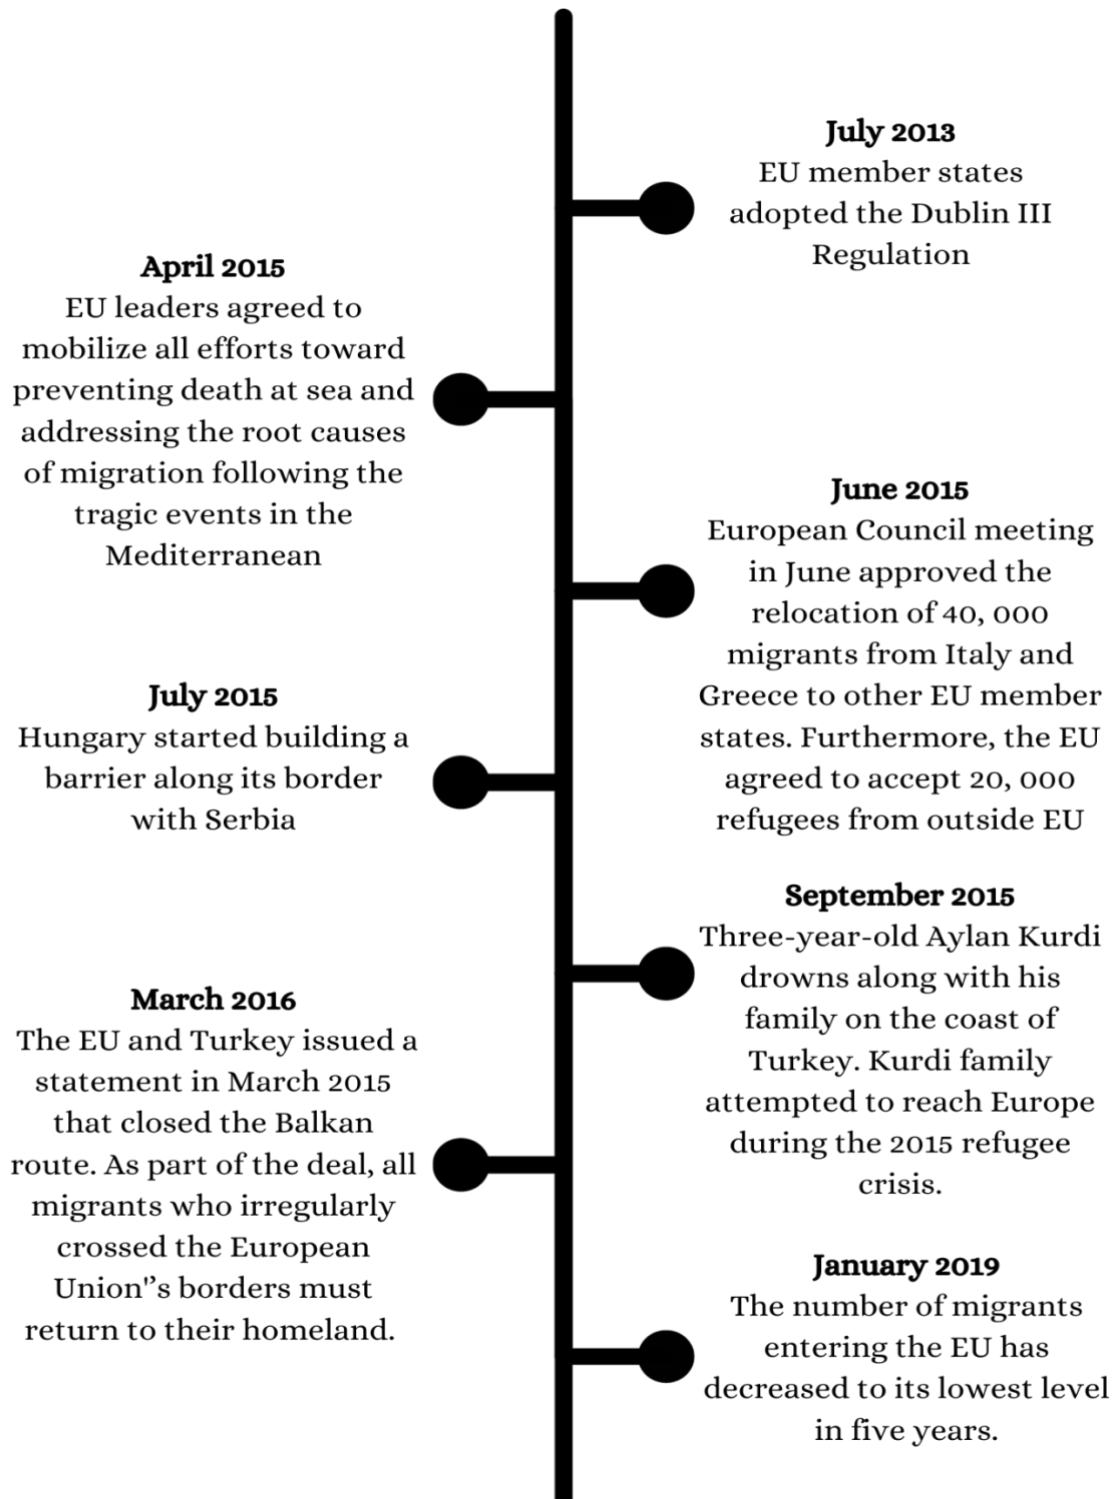 July 2013
EU member states
adopted the Dublin III
Regulation
April 2015
EU leaders agreed to
mobilize all efforts toward
preventing death at sea and
addressing the root causes
of migration following the
tragic events in the
Mediterranean
June 2015
European Council meeting
in June approved the
relocation of 40, 000
migrants from Italy and
Greece to other EU member
states. Furthermore, the EU
agreed to accept 20, 000
refugees from outside EU
July 2015
Hungary started building a
barrier along its border
with Serbia
September 2015
Three-year-old Aylan Kurdi
drowns along with his
family on the coast of
Turkey. Kurdi family
attempted to reach Europe
during the 2015 refugee
crisis.
March 2016
The EU and Turkey issued a
statement in March 2015
that closed the Balkan
route. As part of the deal, all
migrants who irregularly
crossed the European
Union'’s borders must
return to their homeland.
January 2019
The number of migrants
entering the EU has
decreased to its lowest level
in five years.